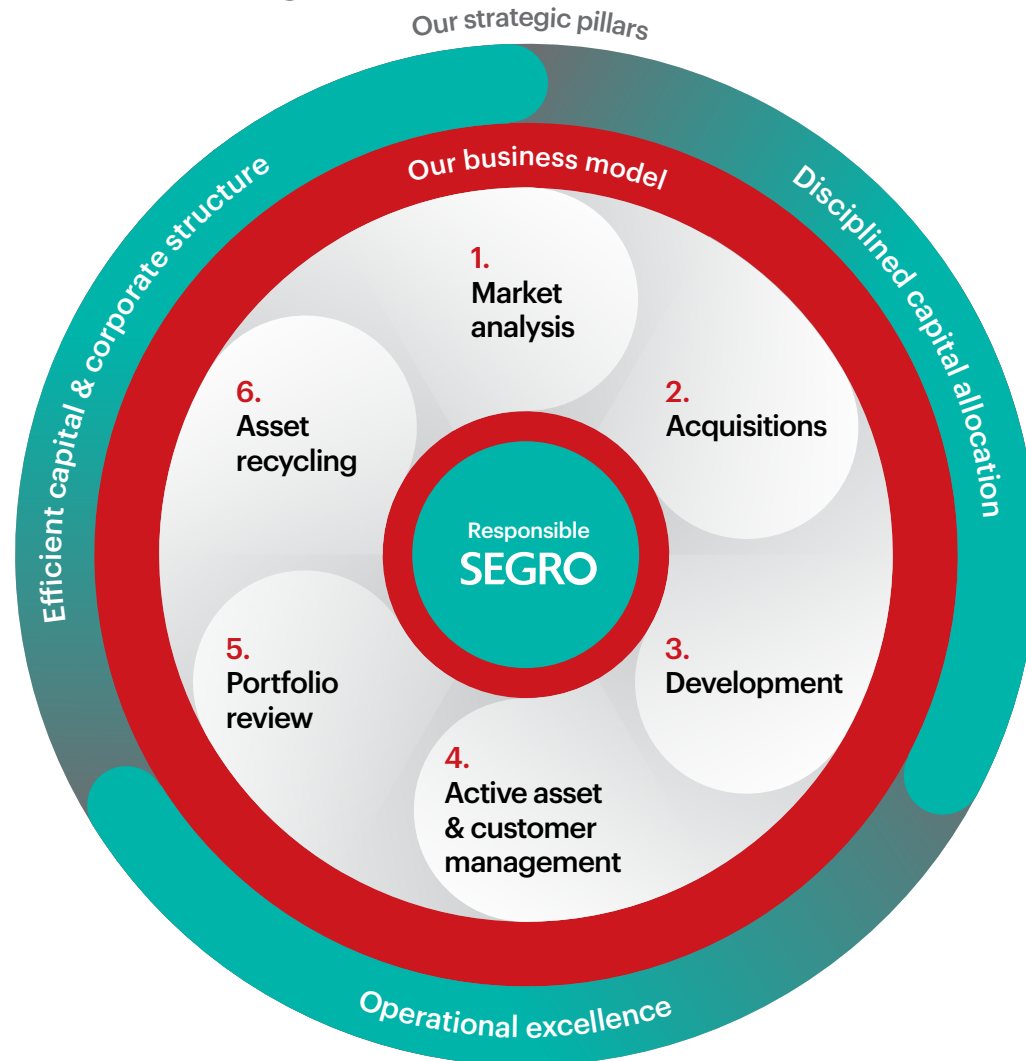 Our strategic pillars
Efficient capital & corporate structure
Disciplined capital allocation
Operational excellence
Our business model
1.
Market
analysis
2.
Acquisitions
3.
Development
4.
Active asset
& customer
management
5.
Portfolio
review
6.
Asset
recycling
Responsible
SEGRO